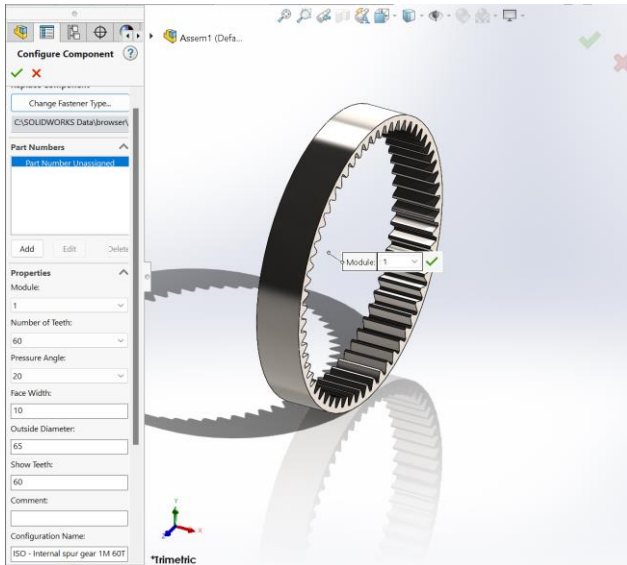 Assem1 (Defa...
Configure Component
Replace Component
Change Fastener Type...
C:\SOLIDWORKS Data\browser\
Part Numbers
Part Number Unassigned
Add Edit Delete
Properties
Module:
1
Number of Teeth:
60
Pressure Angle:
20
Face Width:
10
Outside Diameter:
65
Show Teeth:
60
Comment:
Configuration Name:
ISO - Internal spur gear 1M 60T
Module: 1
Y
X
Z
*Trimetric